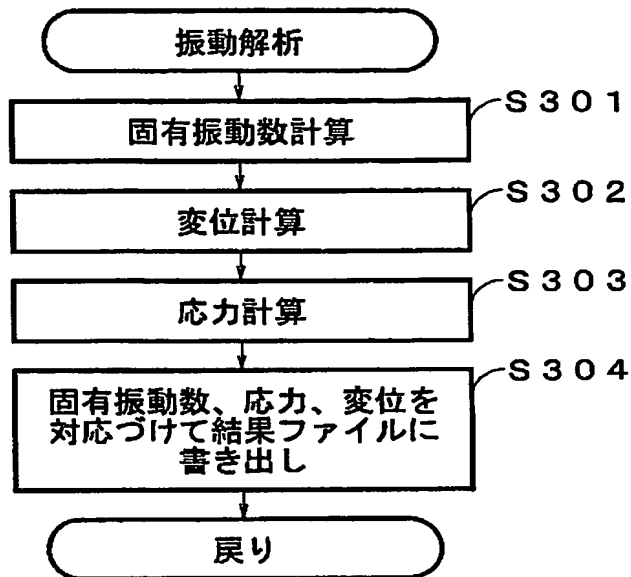 振動解析
S301
固有振動数計算
S302
変位計算
S303
応力計算
S304
固有振動数、応力、変位を
対応づけて結果ファイルに
書き出し
戻り